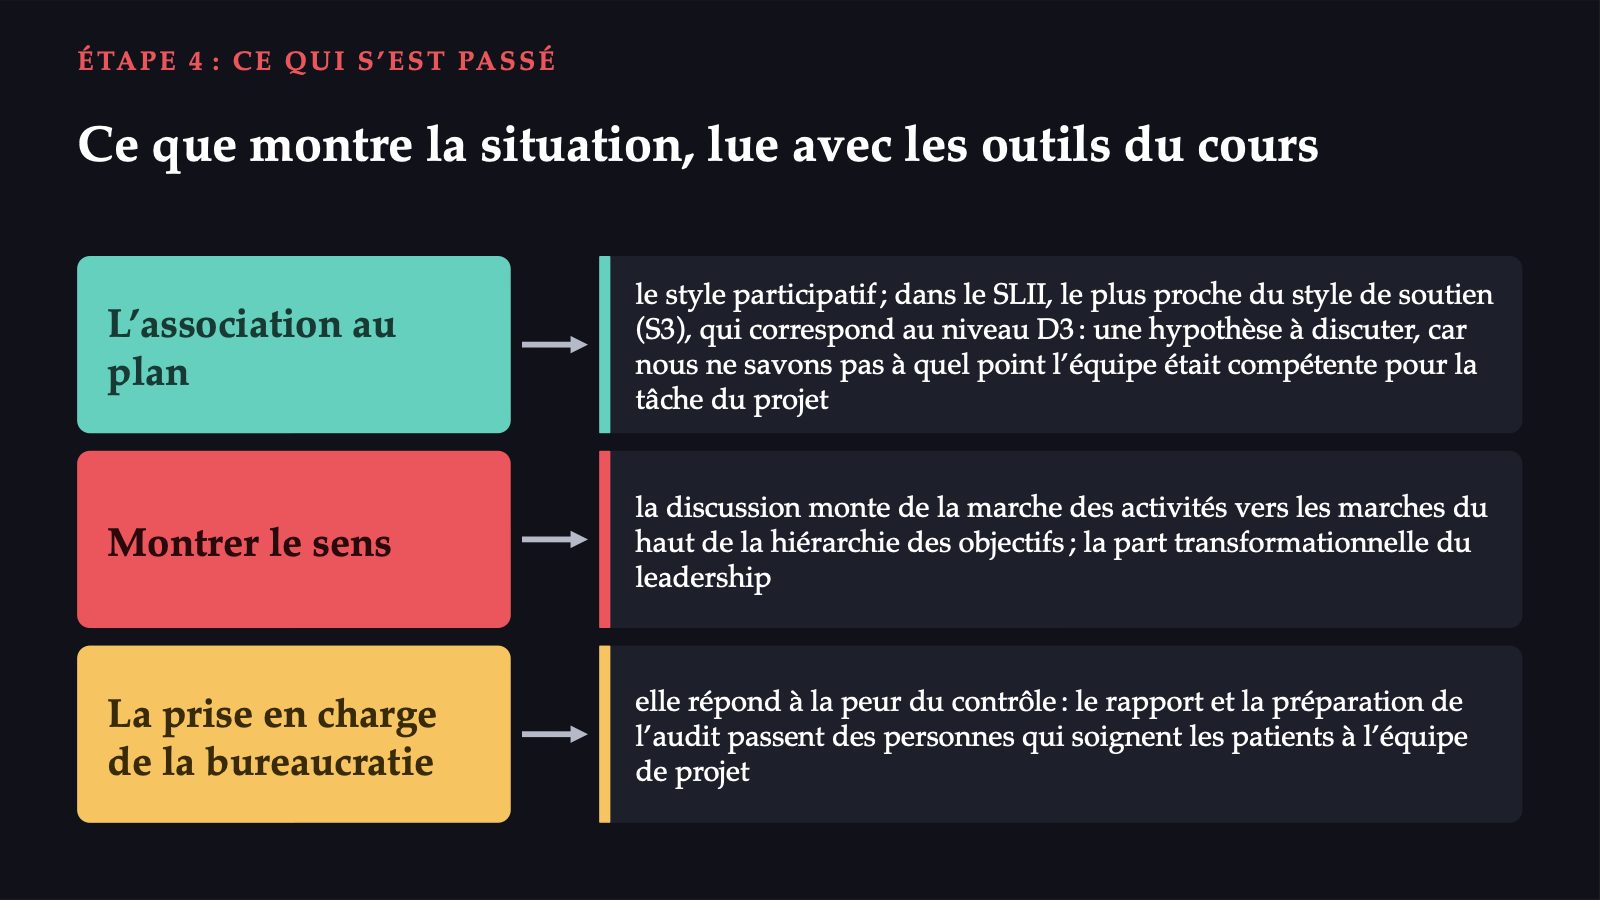 ÉTAPE 4 : CE QUI S’EST PASSÉ
Ce que montre la situation, lue avec les outils du cours
L’association au
plan
le style participatif ; dans le SLII, le plus proche du style de soutien
(S3), qui correspond au niveau D3 : une hypothèse à discuter, car
nous ne savons pas à quel point l’équipe était compétente pour la
tâche du projet
Montrer le sens
la discussion monte de la marche des activités vers les marches du
haut de la hiérarchie des objectifs ; la part transformationnelle du
leadership
La prise en charge
de la bureaucratie
elle répond à la peur du contrôle : le rapport et la préparation de
l’audit passent des personnes qui soignent les patients à l’équipe
de projet